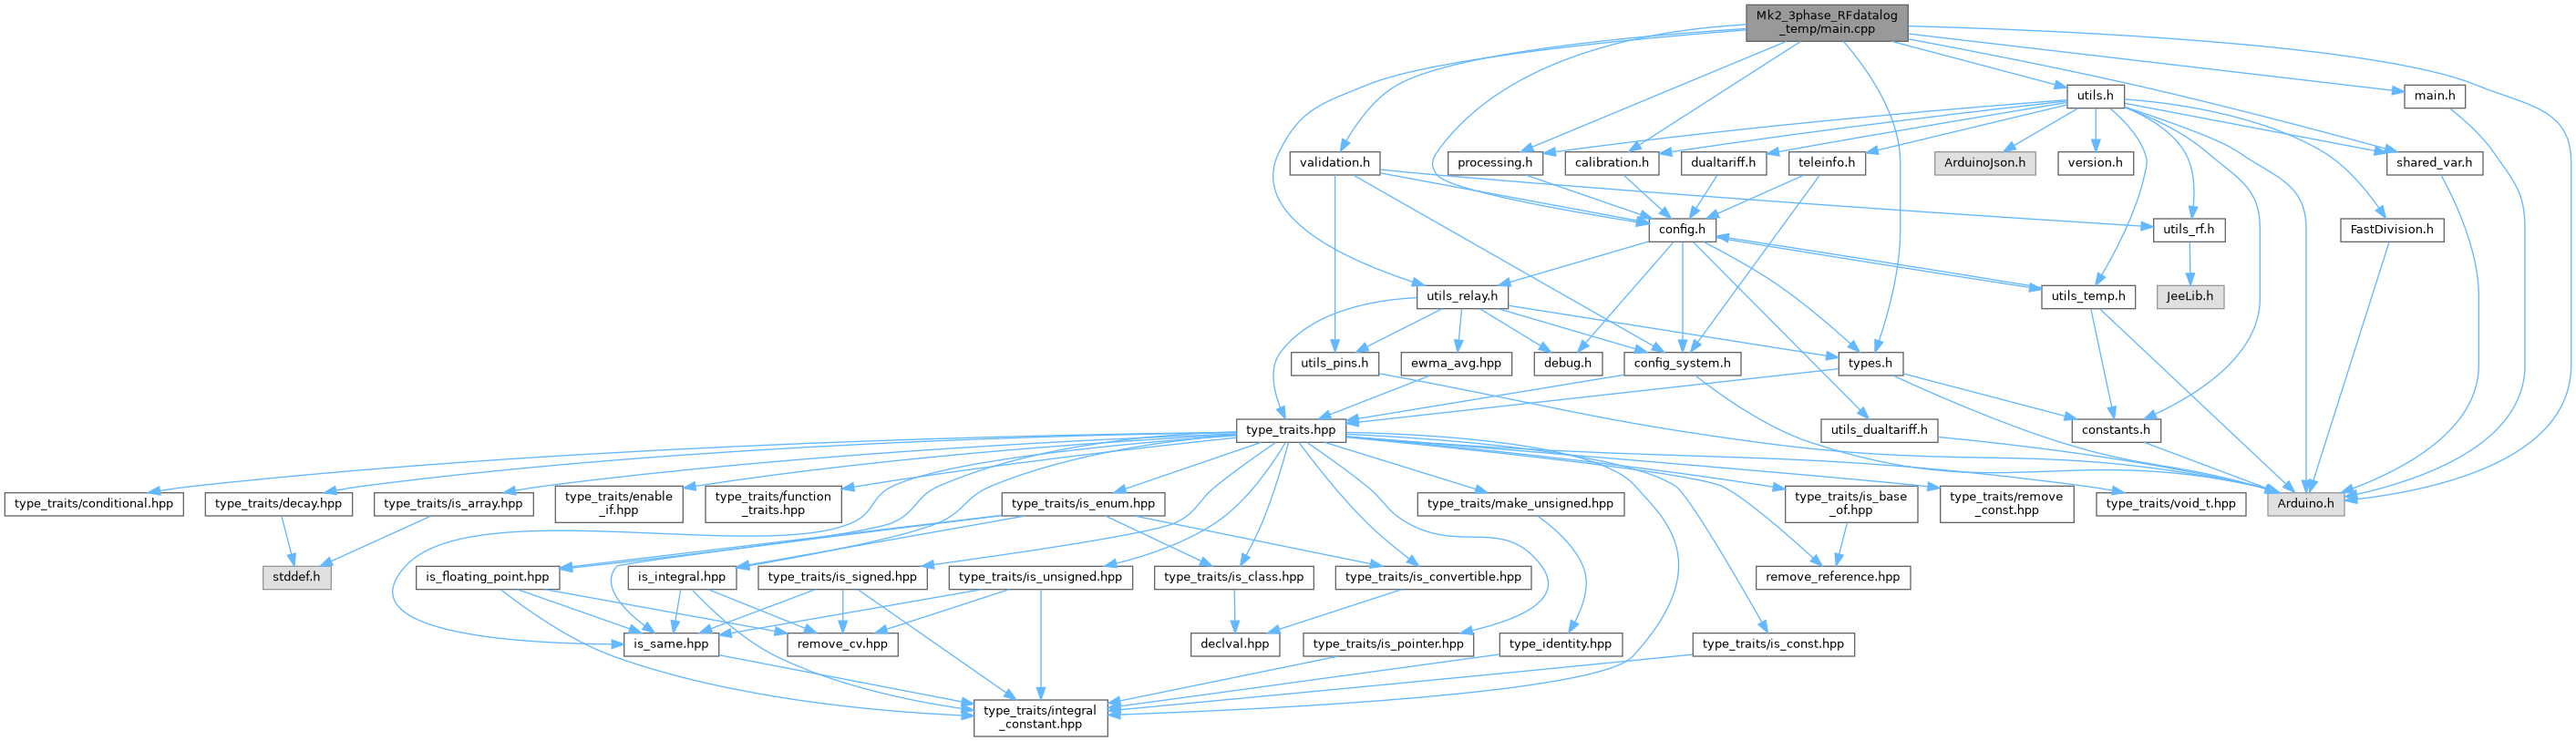 Mk2_3phase_RFdatalog
_temp/main.cpp
utils.h
main.h
validation.h
processing.h
calibration.h
dualtariff.h
teleinfo.h
ArduinoJson.h
version.h
shared_var.h
config.h
utils_rf.h
FastDivision.h
utils_relay.h
utils_temp.h
JeeLib.h
utils_pins.h
ewma_avg.hpp
debug.h
config_system.h
types.h
type_traits.hpp
utils_dualtariff.h
constants.h
type_traits/conditional.hpp
type_traits/decay.hpp
type_traits/is_array.hpp
type_traits/enable
_if.hpp
type_traits/function
_traits.hpp
type_traits/is_enum.hpp
type_traits/make_unsigned.hpp
type_traits/is_base
_of.hpp
type_traits/remove
_const.hpp
type_traits/void_t.hpp
Arduino.h
stddef.h
is_floating_point.hpp
is_integral.hpp
type_traits/is_signed.hpp
type_traits/is_unsigned.hpp
type_traits/is_class.hpp
type_traits/is_convertible.hpp
remove_reference.hpp
is_same.hpp
remove_cv.hpp
declval.hpp
type_traits/is_pointer.hpp
type_identity.hpp
type_traits/is_const.hpp
type_traits/integral
_constant.hpp